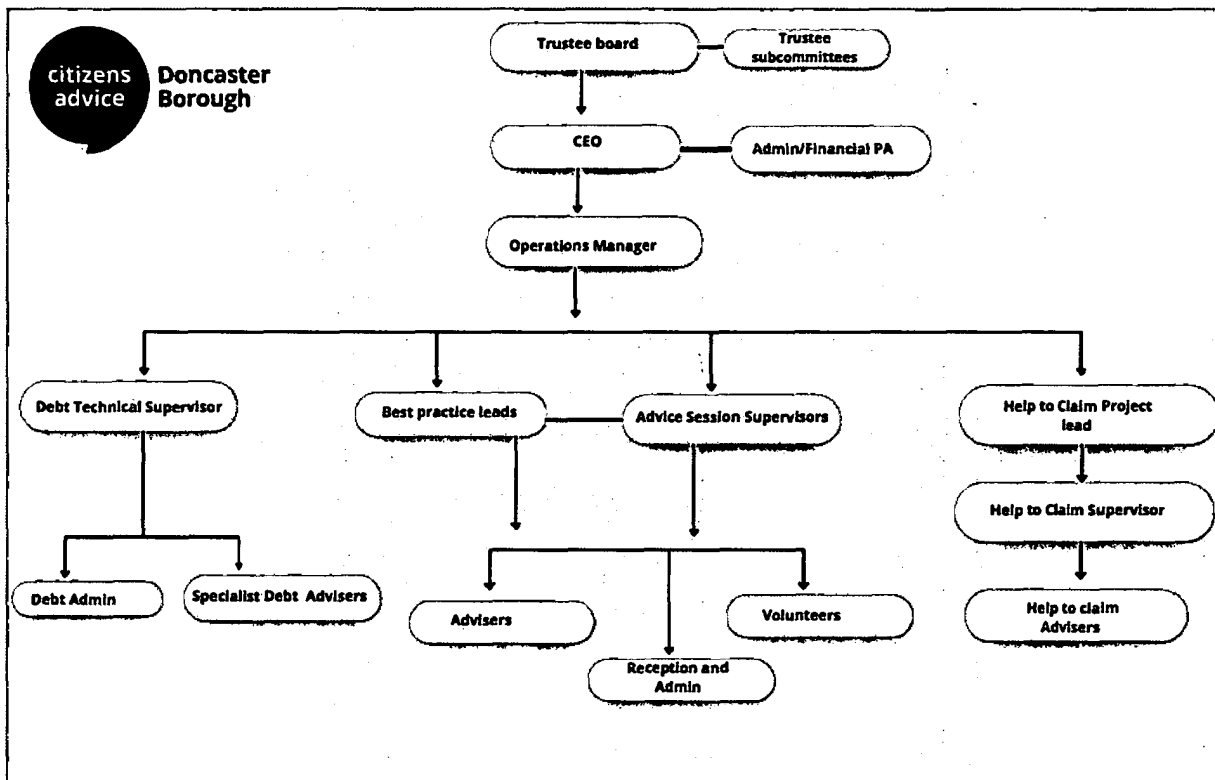 citizens
advice
Doncaster
Borough
Trustee board
Trustee
subcommittees
CEO
Admin/Financial PA
Operations Manager
Debt Technical Supervisor
Best practice leads
Advice Session Supervisors
Help to Claim Project
lead
Help to Claim Supervisor
Debt Admin
Specialist Debt Advisers
Advisers
Volunteers
Help to claim
Advisers
Reception and
Admin